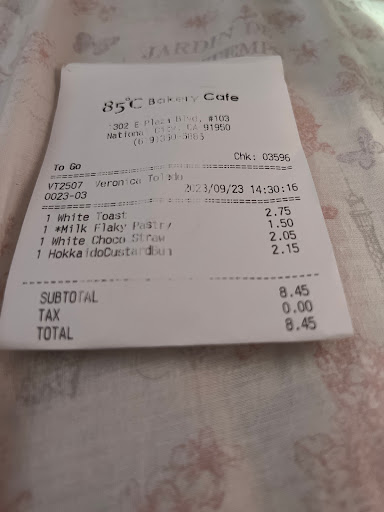 JARDIN
85°C Bakery Cafe
302 E Plaza Blvd, #103
National City, CA 91950
To Go
Chk: 03596
VT2507 Veronica Toledo
0023-03 2023/09/23 14:30:16
1 White Toast 2.75
1 *Milk Flaky Pastry 1.50
1 White Choco Straw 2.05
1 HokkaidoCustardBun 2.15
SUBTOTAL 8.45
TAX 0.00
TOTAL 8.45